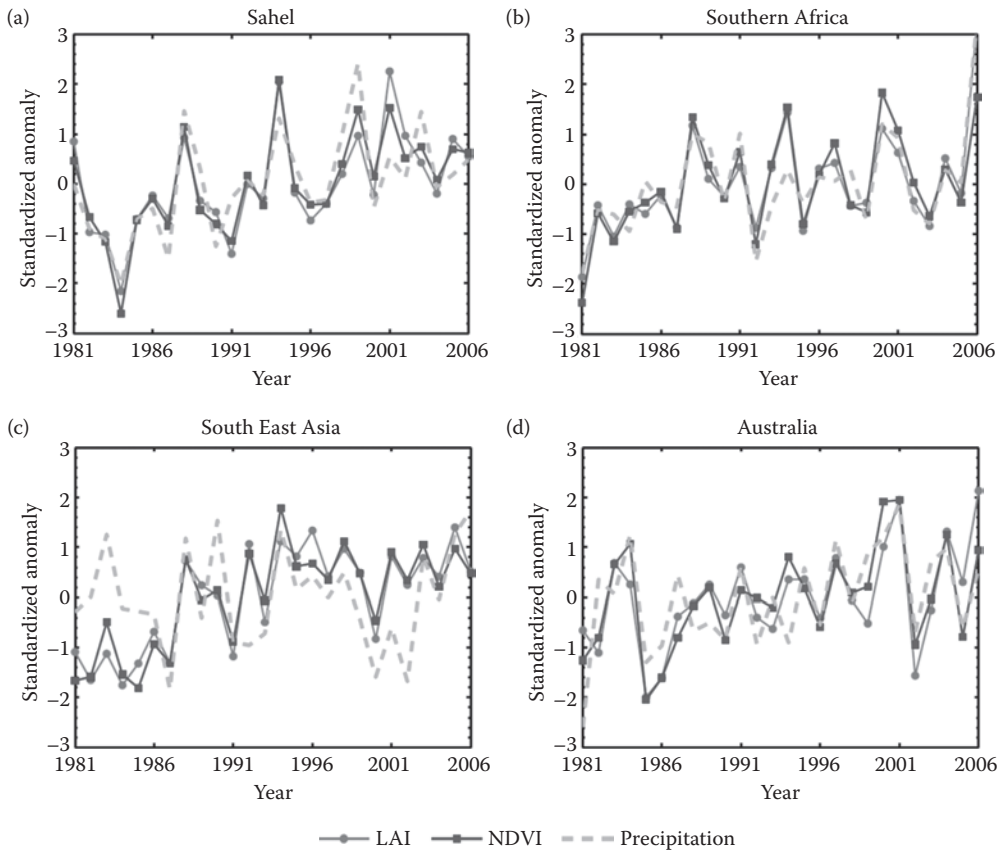 (a) Sahel
Standardized anomaly
3
2
1
0
−1
−2
−3
1981 1986 1991 1996 2001 2006
Year
(b) Southern Africa
Standardized anomaly
3
2
1
0
−1
−2
−3
1981 1986 1991 1996 2001 2006
Year
(c) South East Asia
Standardized anomaly
3
2
1
0
−1
−2
−3
1981 1986 1991 1996 2001 2006
Year
(d) Australia
Standardized anomaly
3
2
1
0
−1
−2
−3
1981 1986 1991 1996 2001 2006
Year
LAI NDVI Precipitation